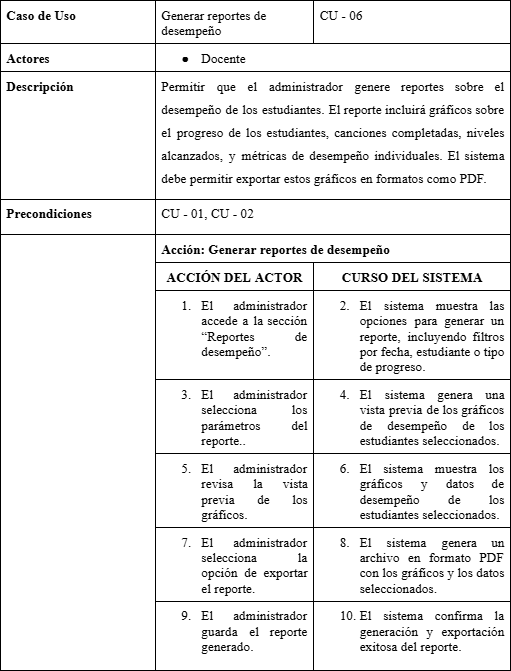 Caso de Uso
Generar reportes de
desempeño
CU - 06
Actores
● Docente
Descripción
Permitir que el administrador genere reportes sobre el
desempeño de los estudiantes. El reporte incluirá gráficos sobre
el progreso de los estudiantes, canciones completadas, niveles
alcanzados, y métricas de desempeño individuales. El sistema
debe permitir exportar estos gráficos en formatos como PDF.
Precondiciones
CU - 01, CU - 02
Acción: Generar reportes de desempeño
ACCIÓN DEL ACTOR
CURSO DEL SISTEMA
1. El administrador
accede a la sección
“Reportes de
desempeño”.
2. El sistema muestra las
opciones para generar un
reporte, incluyendo filtros
por fecha, estudiante o tipo
de progreso.
3. El administrador
selecciona los
parámetros del
reporte..
4. El sistema genera una
vista previa de los gráficos
de desempeño de los
estudiantes seleccionados.
5. El administrador
revisa la vista
previa de los
gráficos.
6. El sistema muestra los
gráficos y datos de
desempeño de los
estudiantes seleccionados.
7. El administrador
selecciona la
opción de exportar
el reporte.
8. El sistema genera un
archivo en formato PDF
con los gráficos y los datos
seleccionados.
9. El administrador
guarda el reporte
generado.
10. El sistema confirma la
generación y exportación
exitosa del reporte.